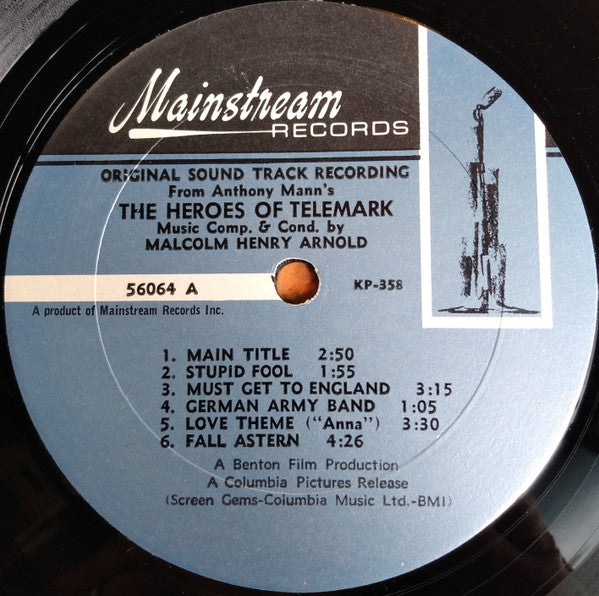 Mainstream
RECORDS
ORIGINAL SOUND TRACK RECORDING
From Anthony Mann's
THE HEROES OF TELEMARK
Music Comp. & Cond. by
MALCOLM HENRY ARNOLD
56064 A
KP-358
A product of Mainstream Records Inc.
1. MAIN TITLE 2:50
2. STUPID FOOL 1:55
3. MUST GET TO ENGLAND 3:15
4. GERMAN ARMY BAND 1:05
5. LOVE THEME ("Anna") 3:30
6. FALL ASTERN 4:26
A Benton Film Production
A Columbia Pictures Release
(Screen Gems-Columbia Music Ltd.-BMI)